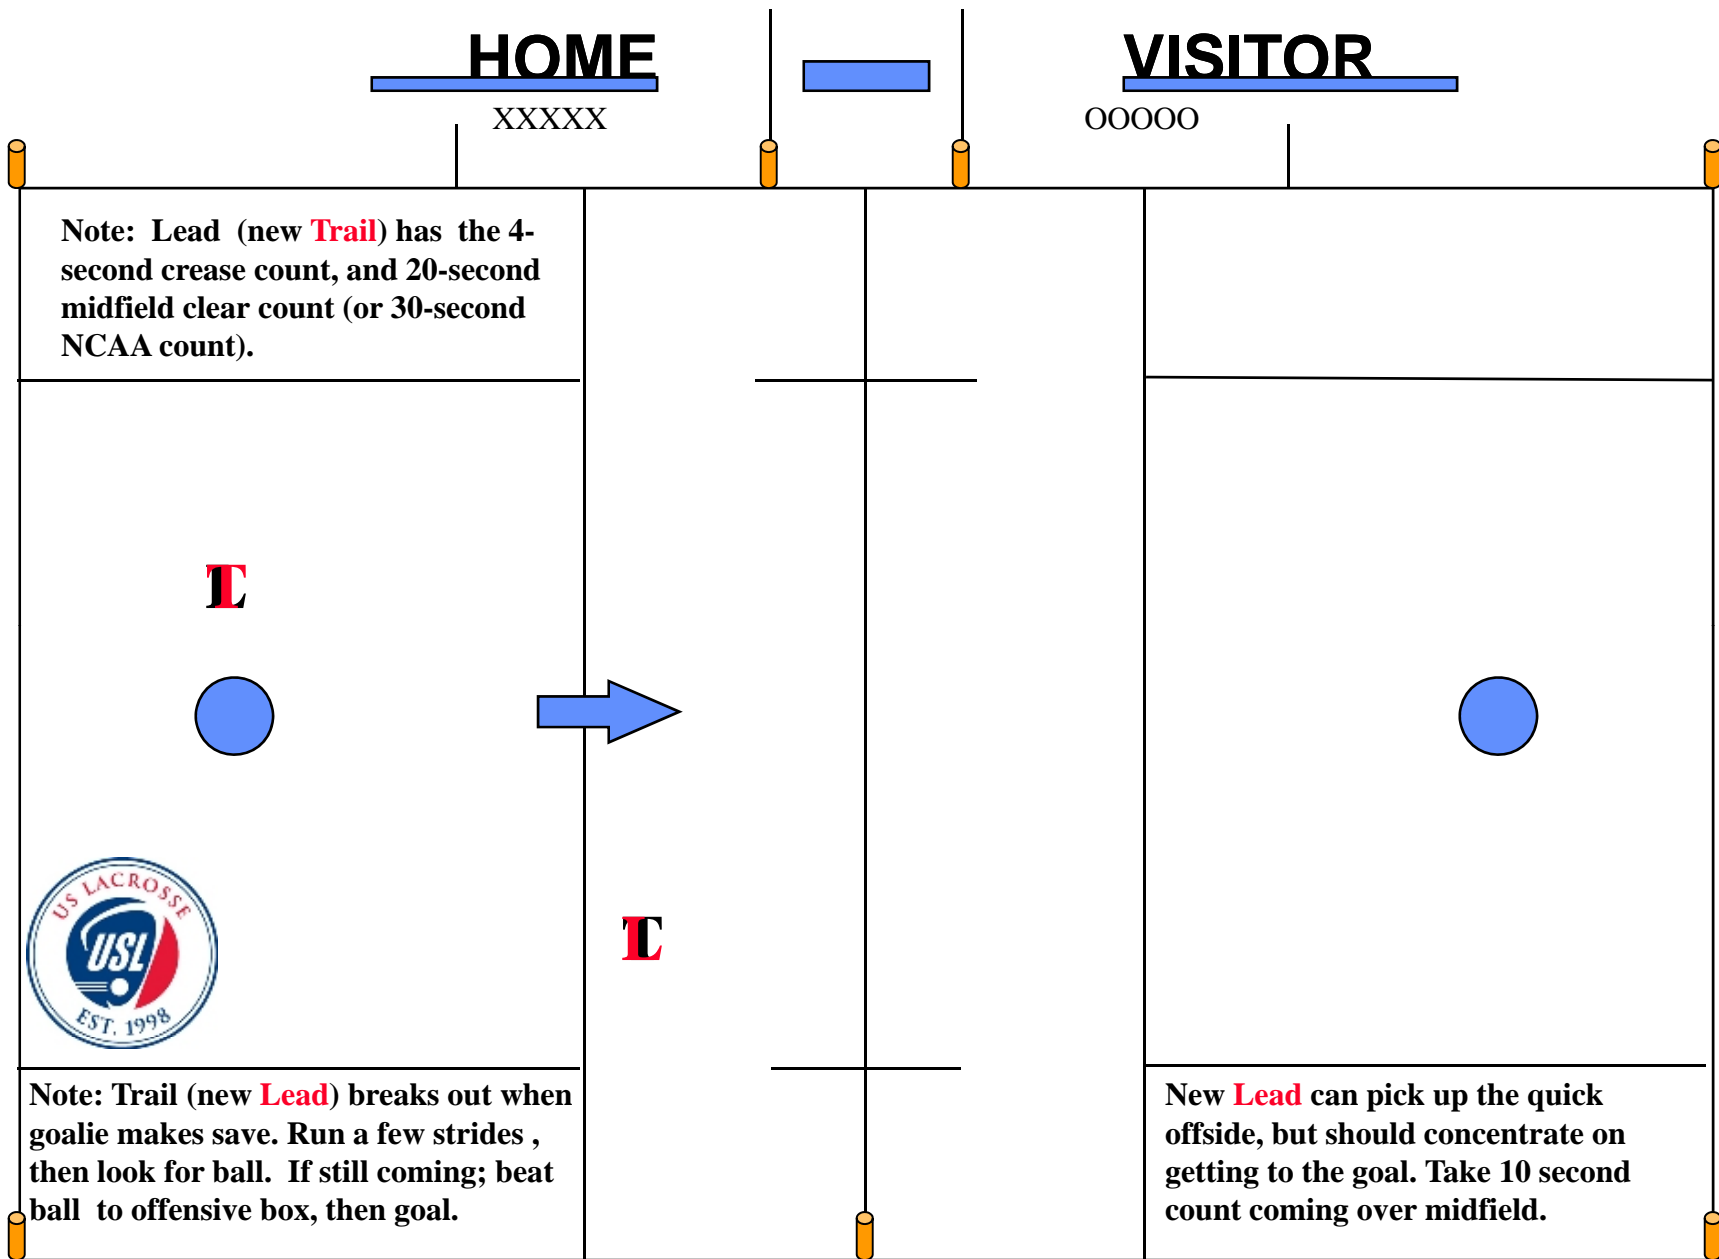 HOME
VISITOR
XXXXX
OOOOO
Note: Lead (new Trail) has the 4-
second crease count, and 20-second
midfield clear count (or 30-second
NCAA count).
US LACROSSE
USL
EST. 1998
Note: Trail (new Lead) breaks out when
goalie makes save. Run a few strides ,
then look for ball. If still coming; beat
ball to offensive box, then goal.
New Lead can pick up the quick
offside, but should concentrate on
getting to the goal. Take 10 second
count coming over midfield.